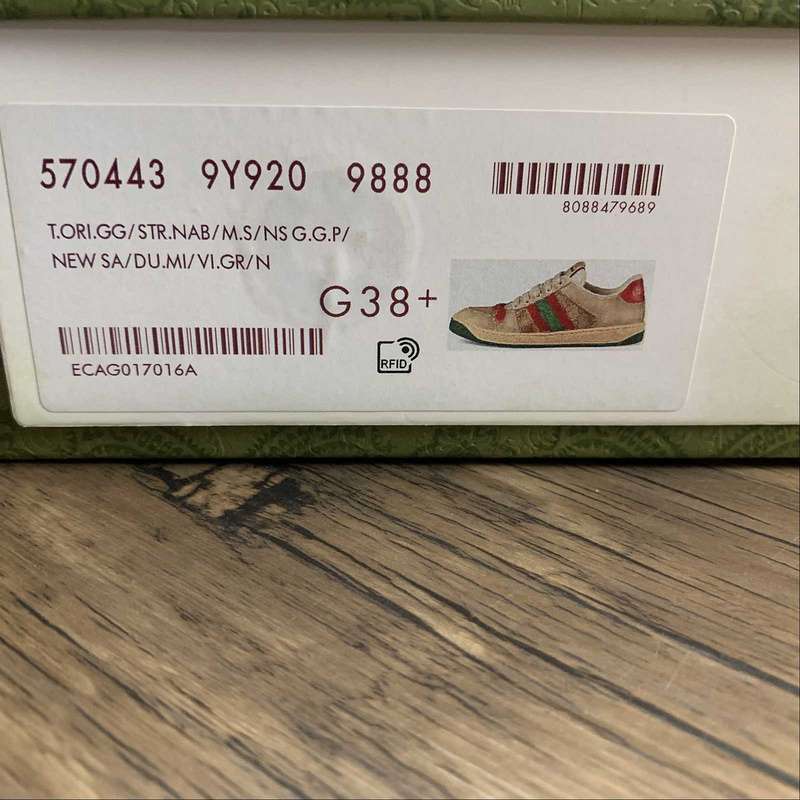 570443 9Y920 9888
8088479689
T.ORI.GG/STR.NAB/M.S/NS G.G.P/
NEW SA/DU.MI/VI.GR/N
G38+
ECAG017016A
RFID